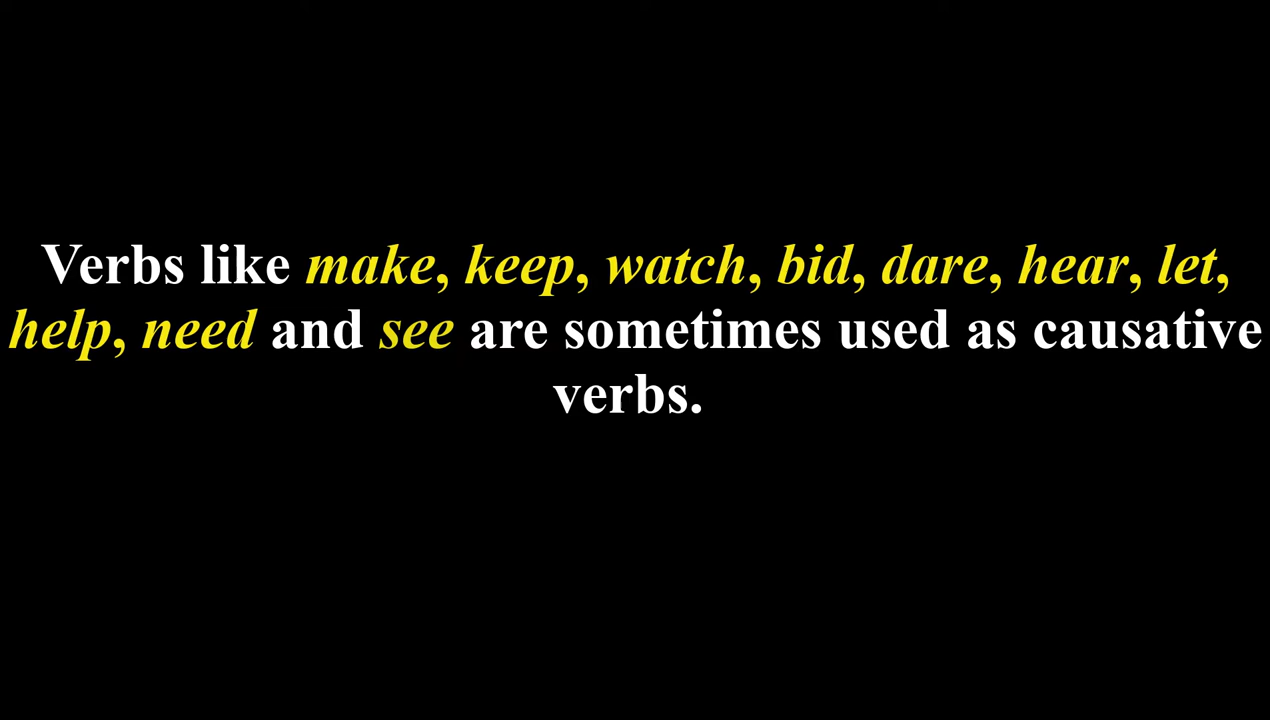 Verbs like make, keep, watch, bid, dare, hear, let,
help, need and see are sometimes used as causative
verbs.